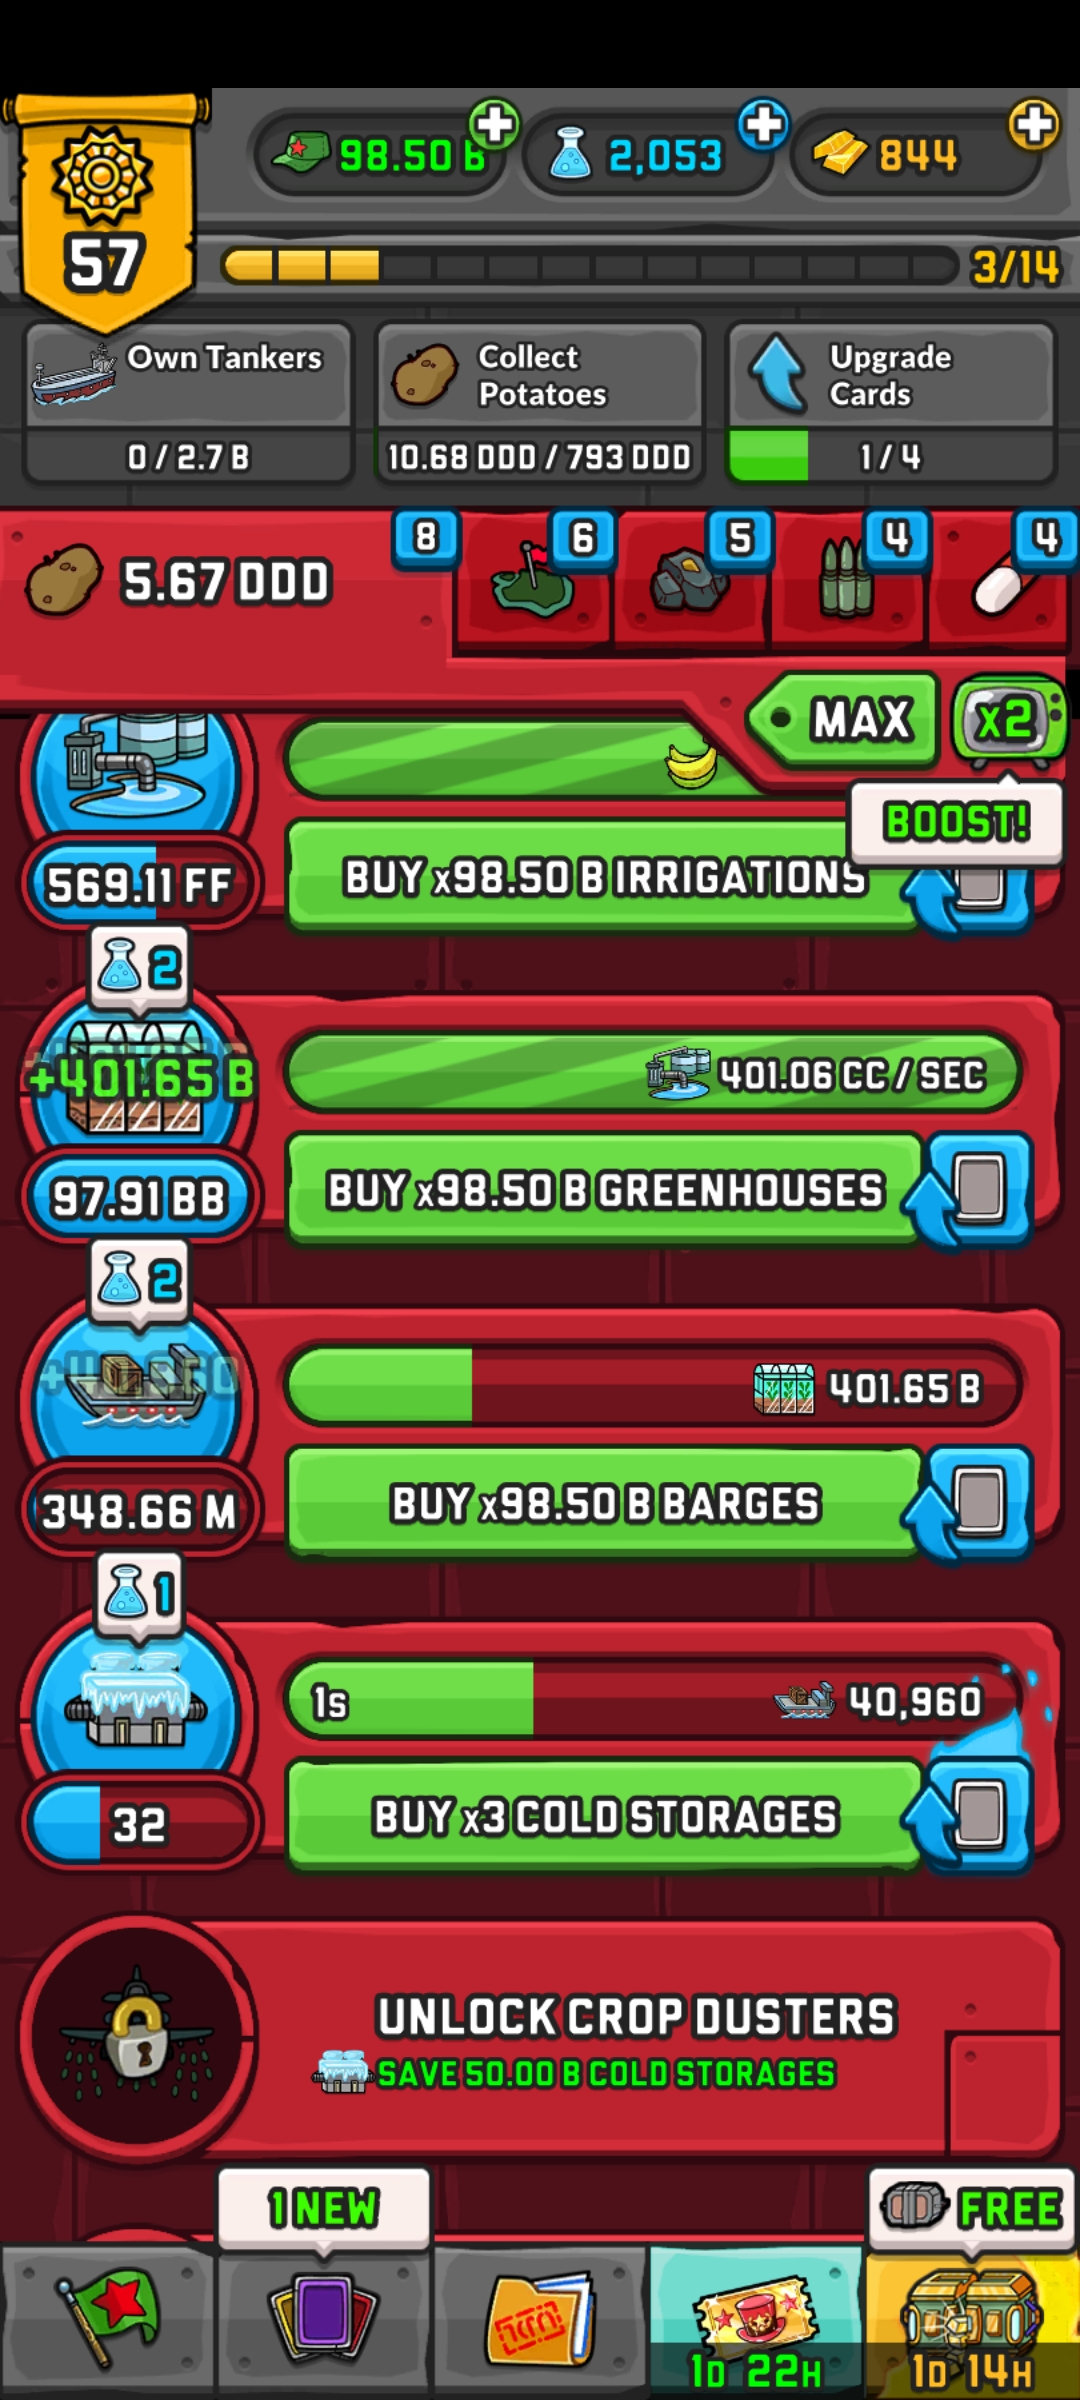 98.50 B
2,053
844
57
3/14
Own Tankers
0 / 2.7 B
Collect
Potatoes
10.68 DDD / 793 DDD
Upgrade
Cards
1 / 4
5.67 DDD
8
6
5
4
4
MAX
x2
BOOST!
569.11 FF
BUY x98.50 B IRRIGATIONS
2
+401.65 B
401.06 CC / SEC
97.91 BB
BUY x98.50 B GREENHOUSES
2
401.65 B
348.66 M
BUY x98.50 B BARGES
1
1s
40,960
32
BUY x3 COLD STORAGES
UNLOCK CROP DUSTERS
SAVE 50.00 B COLD STORAGES
1 NEW
FREE
1D 22H
1D 14H